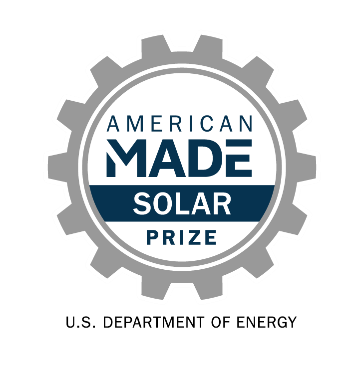 AMERICAN
MADE
SOLAR
PRIZE
U.S. DEPARTMENT OF ENERGY